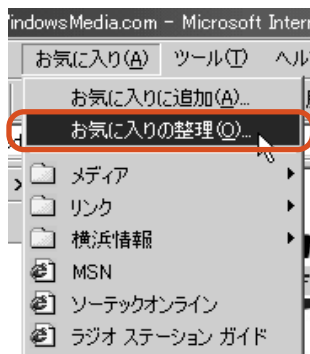 indowsMedia.com - Microsoft Inter
お気に入り(A) ツール(T) ヘル
お気に入りに追加(A)...
お気に入りの整理(O)...
メディア
リンク
横浜情報
MSN
ソーテックオンライン
ラジオ ステーション ガイド